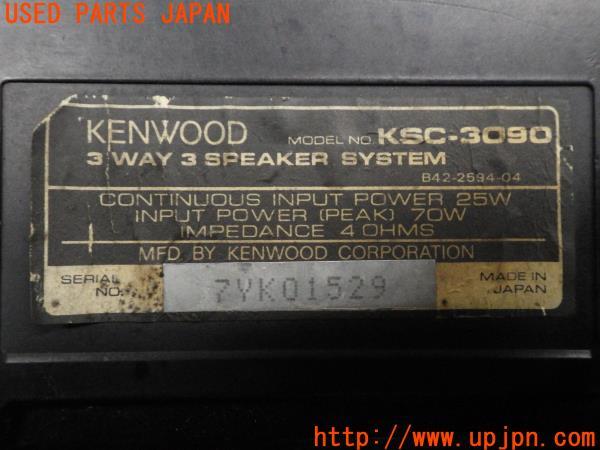 USED PARTS JAPAN
KENWOOD MODEL NO. KSC-3090
3 WAY 3 SPEAKER SYSTEM
B42-2594-04
CONTINUOUS INPUT POWER 25W
INPUT POWER (PEAK) 70W
IMPEDANCE 4 OHMS
MFD BY KENWOOD CORPORATION
SERIAL NO. 7YK01529 MADE IN JAPAN
http://www.upjpn.com/